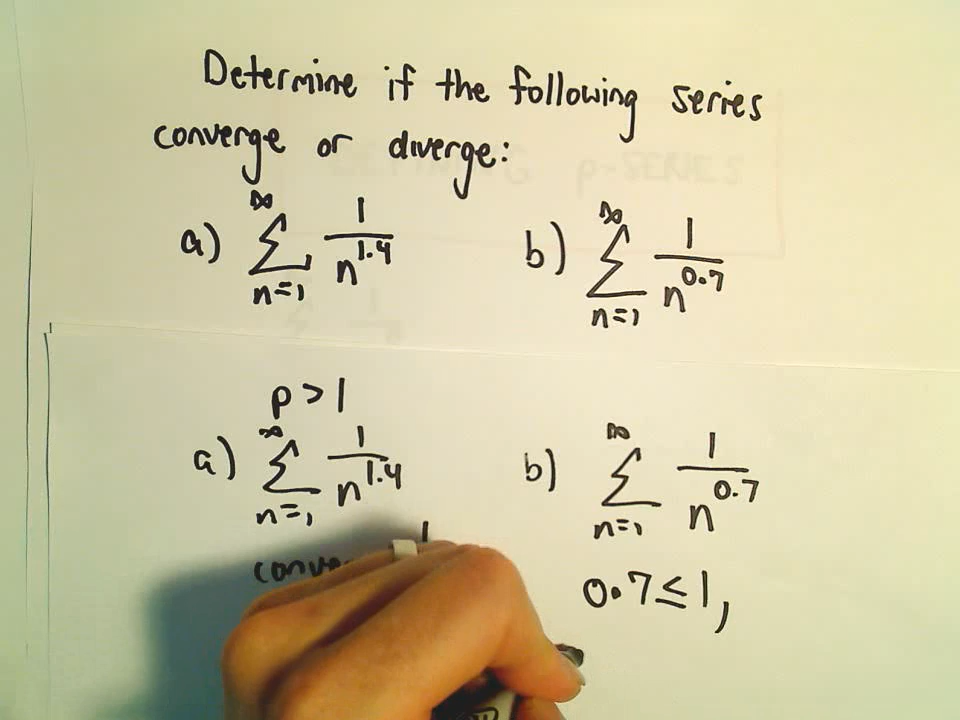 Determine if the following series
converge or diverge:
a) ∞ Σ n=1 1/n^1.4 b) ∞ Σ n=1 1/n^0.7
p > 1
a) ∞ Σ n=1 1/n^1.4 b) ∞ Σ n=1 1/n^0.7
0.7 ≤ 1,